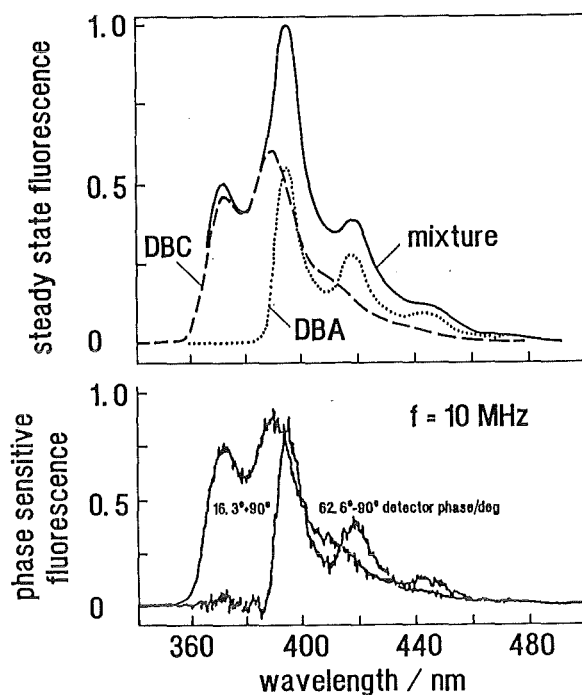 1.0
steady state fluorescence
0.5
DBC
mixture
DBA
0
1.0
f = 10 MHz
phase sensitive
fluorescence
0.5
16.3°+90°
62.6°-90° detector phase/deg
0
360
400
440
480
wavelength / nm